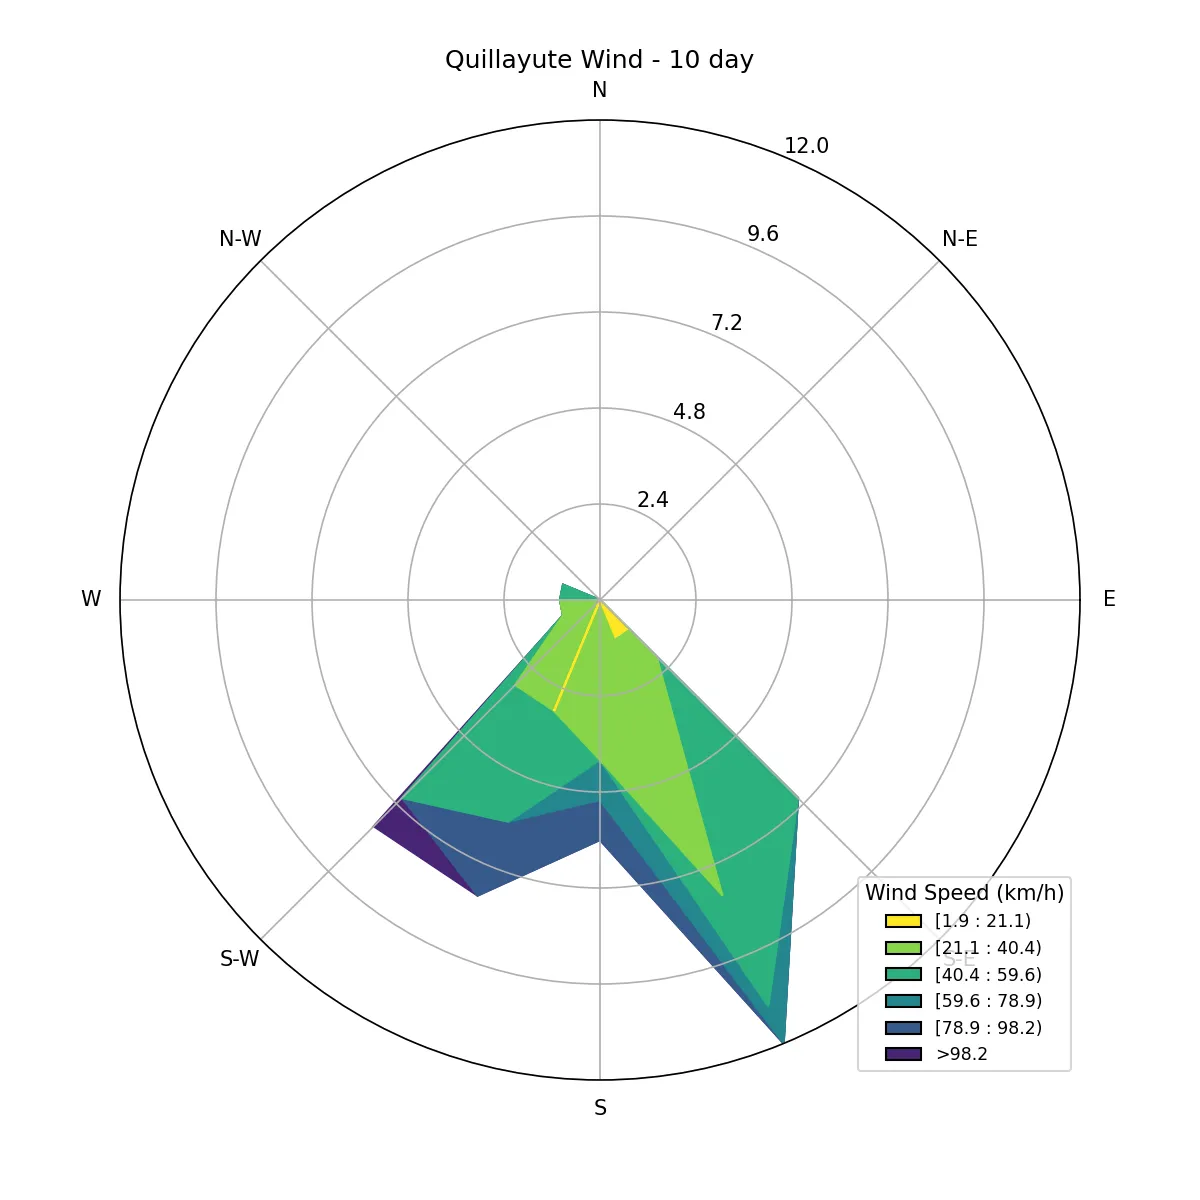 Quillayute Wind - 10 day
N
12.0
9.6
N-W
N-E
7.2
4.8
2.4
W
E
Wind Speed (km/h)
[1.9 : 21.1)
[21.1 : 40.4)
S-W
S-E
[40.4 : 59.6)
[59.6 : 78.9)
[78.9 : 98.2)
>98.2
S